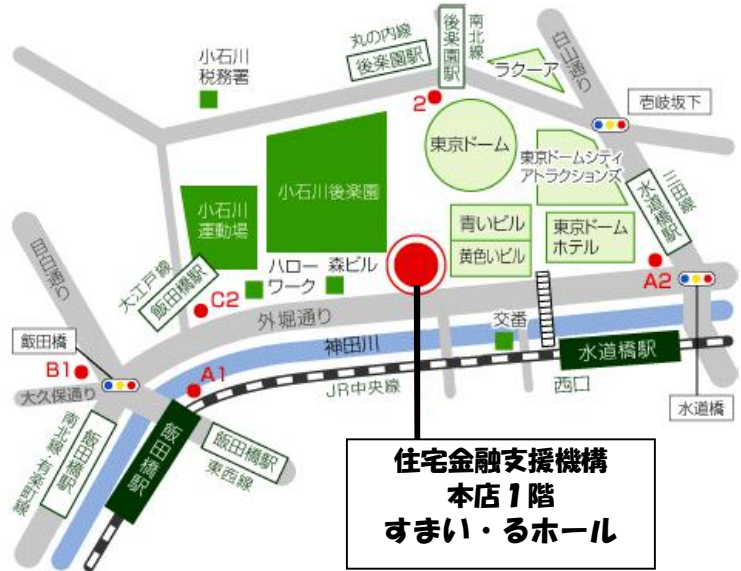 丸の内線
後楽園駅
南北線
後楽園駅
ラクーア
白山通り
壱岐坂下
小石川
税務署
2
東京ドーム
東京ドームシティ
アトラクションズ
三田線
水道橋駅
小石川後楽園
小石川
運動場
青いビル
黄色いビル
東京ドーム
ホテル
目白通り
大江戸線
飯田橋駅
ハロー
ワーク
森ビル
A2
C2
外堀通り
交番
飯田橋
神田川
水道橋駅
B1
A1
大久保通り
JR中央線
西口
水道橋
南北線・有楽町線
飯田橋駅
飯田橋駅
飯田橋駅
東西線
住宅金融支援機構
本店1階
すまい・るホール